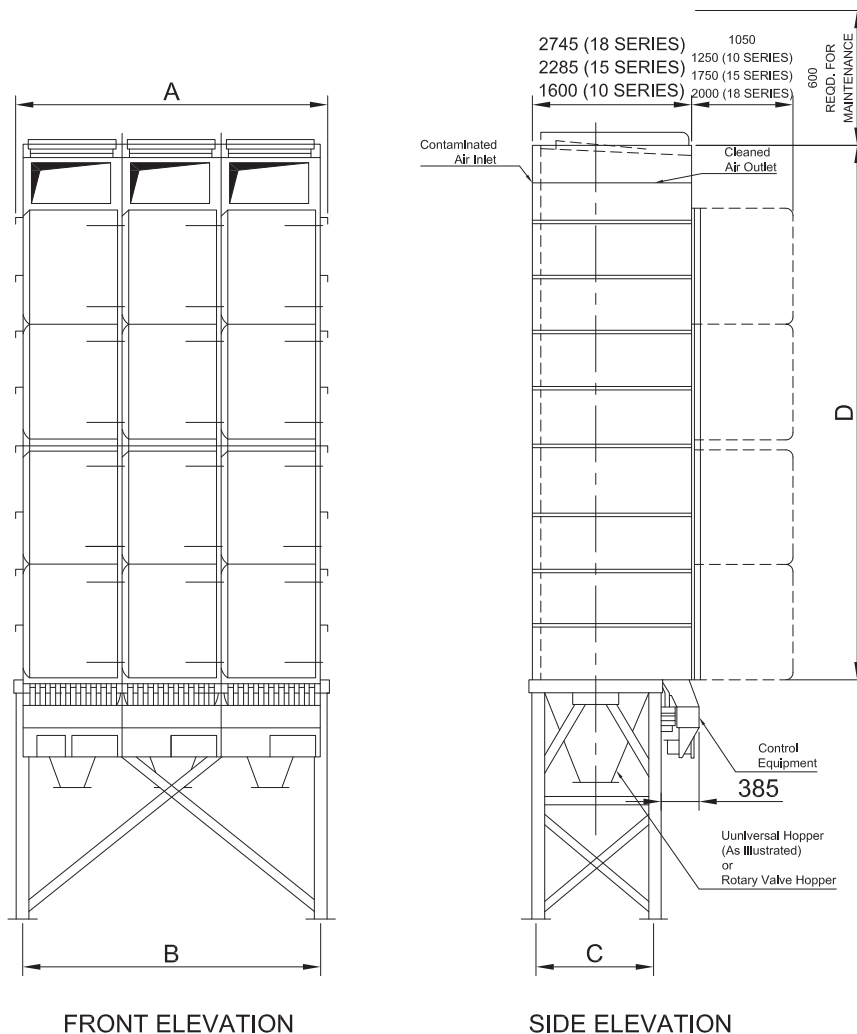 A
2745 (18 SERIES)
2285 (15 SERIES)
1600 (10 SERIES)
1050
1250 (10 SERIES)
1750 (15 SERIES)
2000 (18 SERIES)
600
REQD. FOR
MAINTENANCE
Contaminated
Air Inlet
Cleaned
Air Outlet
D
Control
Equipment
385
Uuniversal Hopper
(As Illustrated)
or
Rotary Valve Hopper
B
C
FRONT ELEVATION
SIDE ELEVATION